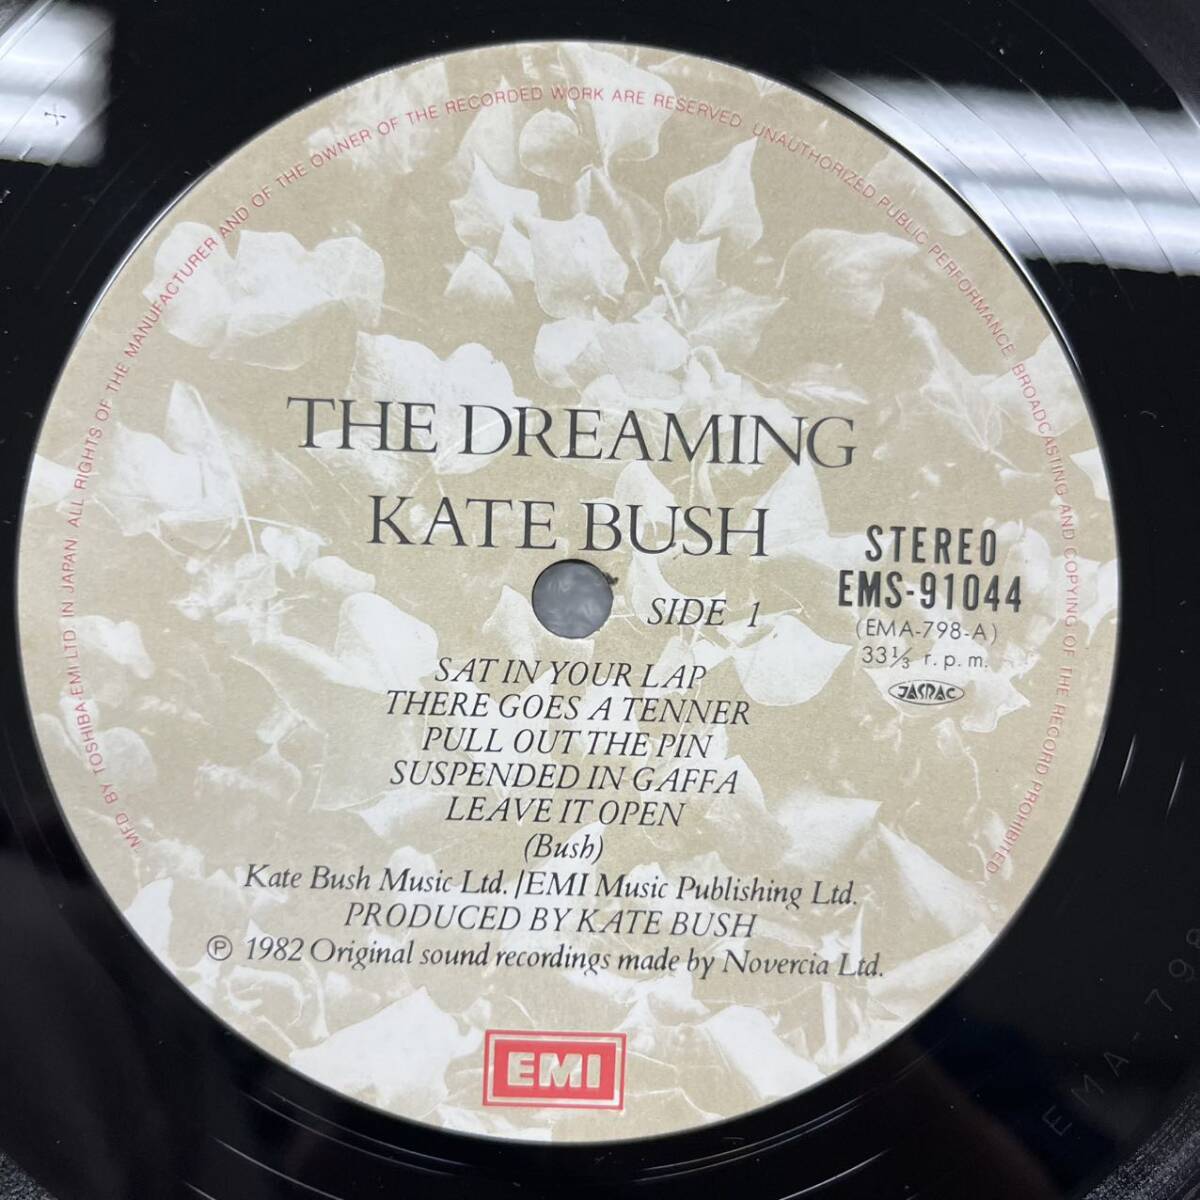 MFD BY TOSHIBA-EMI LTD. IN JAPAN ALL RIGHTS OF THE MANUFACTURER AND OF THE OWNER OF THE RECORDED WORK ARE RESERVED UNAUTHORIZED PUBLIC PERFORMANCE BROADCASTING AND COPYING OF THE RECORD PROHIBITED
THE DREAMING
KATE BUSH
STEREO
EMS-91044
(EMA-798-A)
33⅓ r.p.m.
JASRAC
SIDE 1
SAT IN YOUR LAP
THERE GOES A TENNER
PULL OUT THE PIN
SUSPENDED IN GAFFA
LEAVE IT OPEN
(Bush)
Kate Bush Music Ltd./EMI Music Publishing Ltd.
PRODUCED BY KATE BUSH
℗ 1982 Original sound recordings made by Novercia Ltd.
EMI
EMA-798